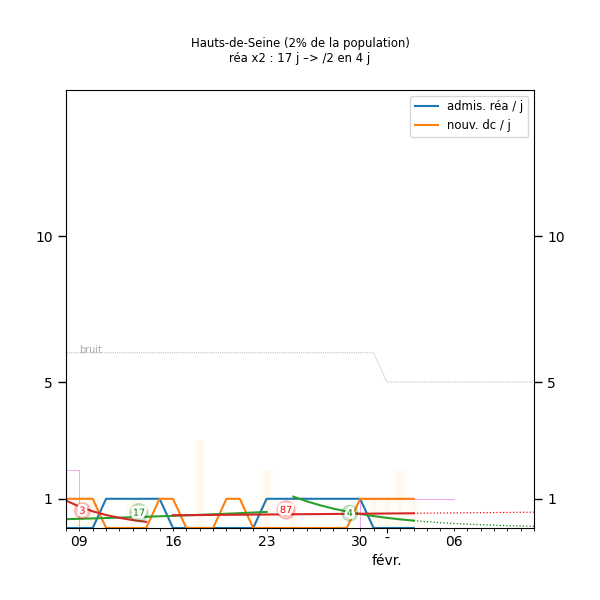 Hauts-de-Seine (2% de la population)
réa x2 : 17 j –> /2 en 4 j
admis. réa / j
nouv. dc / j
10
10
bruit
5
5
1
1
3
17
87
4
09
16
23
30
-
06
févr.